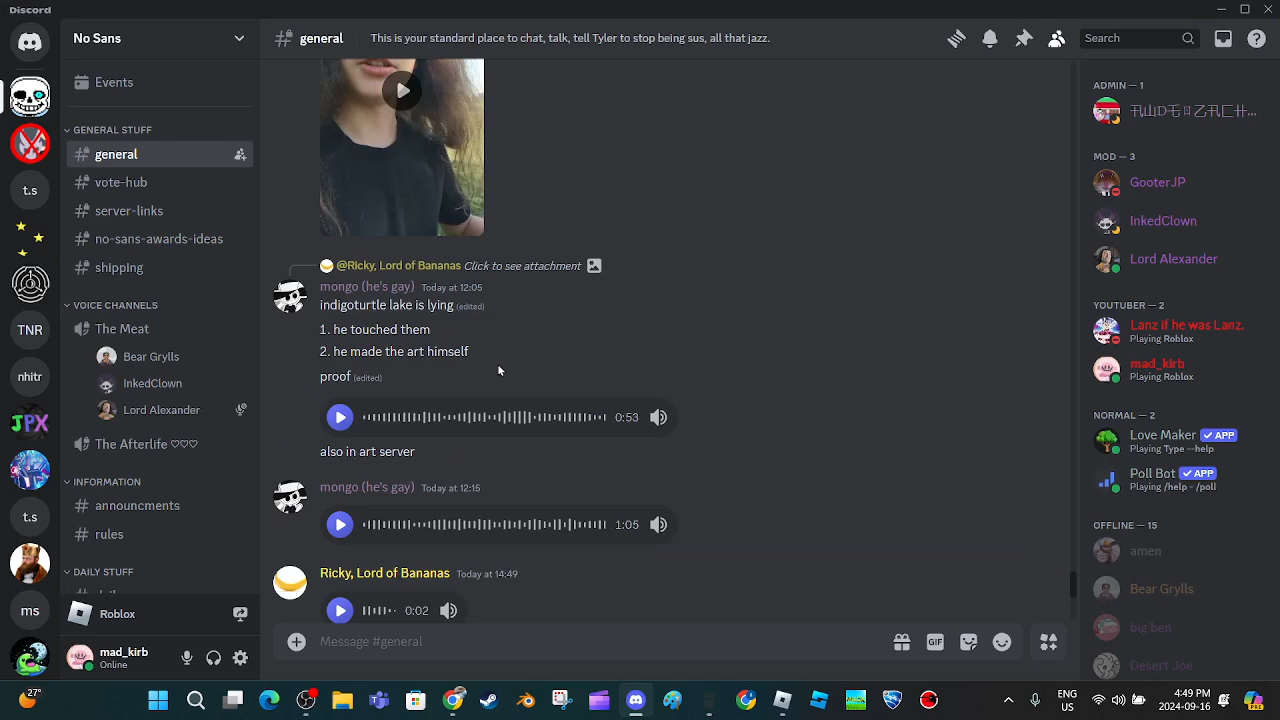 Discord
No Sans
general
This is your standard place to chat, talk, tell Tyler to stop being sus, all that jazz.
Search
Events
GENERAL STUFF
general
vote-hub
server-links
no-sans-awards-ideas
shipping
VOICE CHANNELS
The Meat
Bear Grylls
InkedClown
Lord Alexander
The Afterlife ♡♡♡
INFORMATION
announcments
rules
DAILY STUFF
Roblox
mad_kirb
Online
t.s
TNR
nhitr
JPX
t.s
ms
@Ricky, Lord of Bananas Click to see attachment
mongo (he's gay) Today at 12:05
indigoturtle lake is lying (edited)
1. he touched them
2. he made the art himself
proof (edited)
0:53
also in art server
mongo (he's gay) Today at 12:15
1:05
Ricky, Lord of Bananas Today at 14:49
0:02
Message #general
GIF
ADMIN — 1
MOD — 3
GooterJP
InkedClown
Lord Alexander
YOUTUBER — 2
Lanz if he was Lanz.
Playing Roblox
mad_kirb
Playing Roblox
NORMAL — 2
Love Maker ✓ APP
Playing Type --help
Poll Bot ✓ APP
Playing /help - /poll
OFFLINE — 15
amen
Bear Grylls
big ben
Desert Joe
27°
ENG
US
4:49 PM
2024-09-16